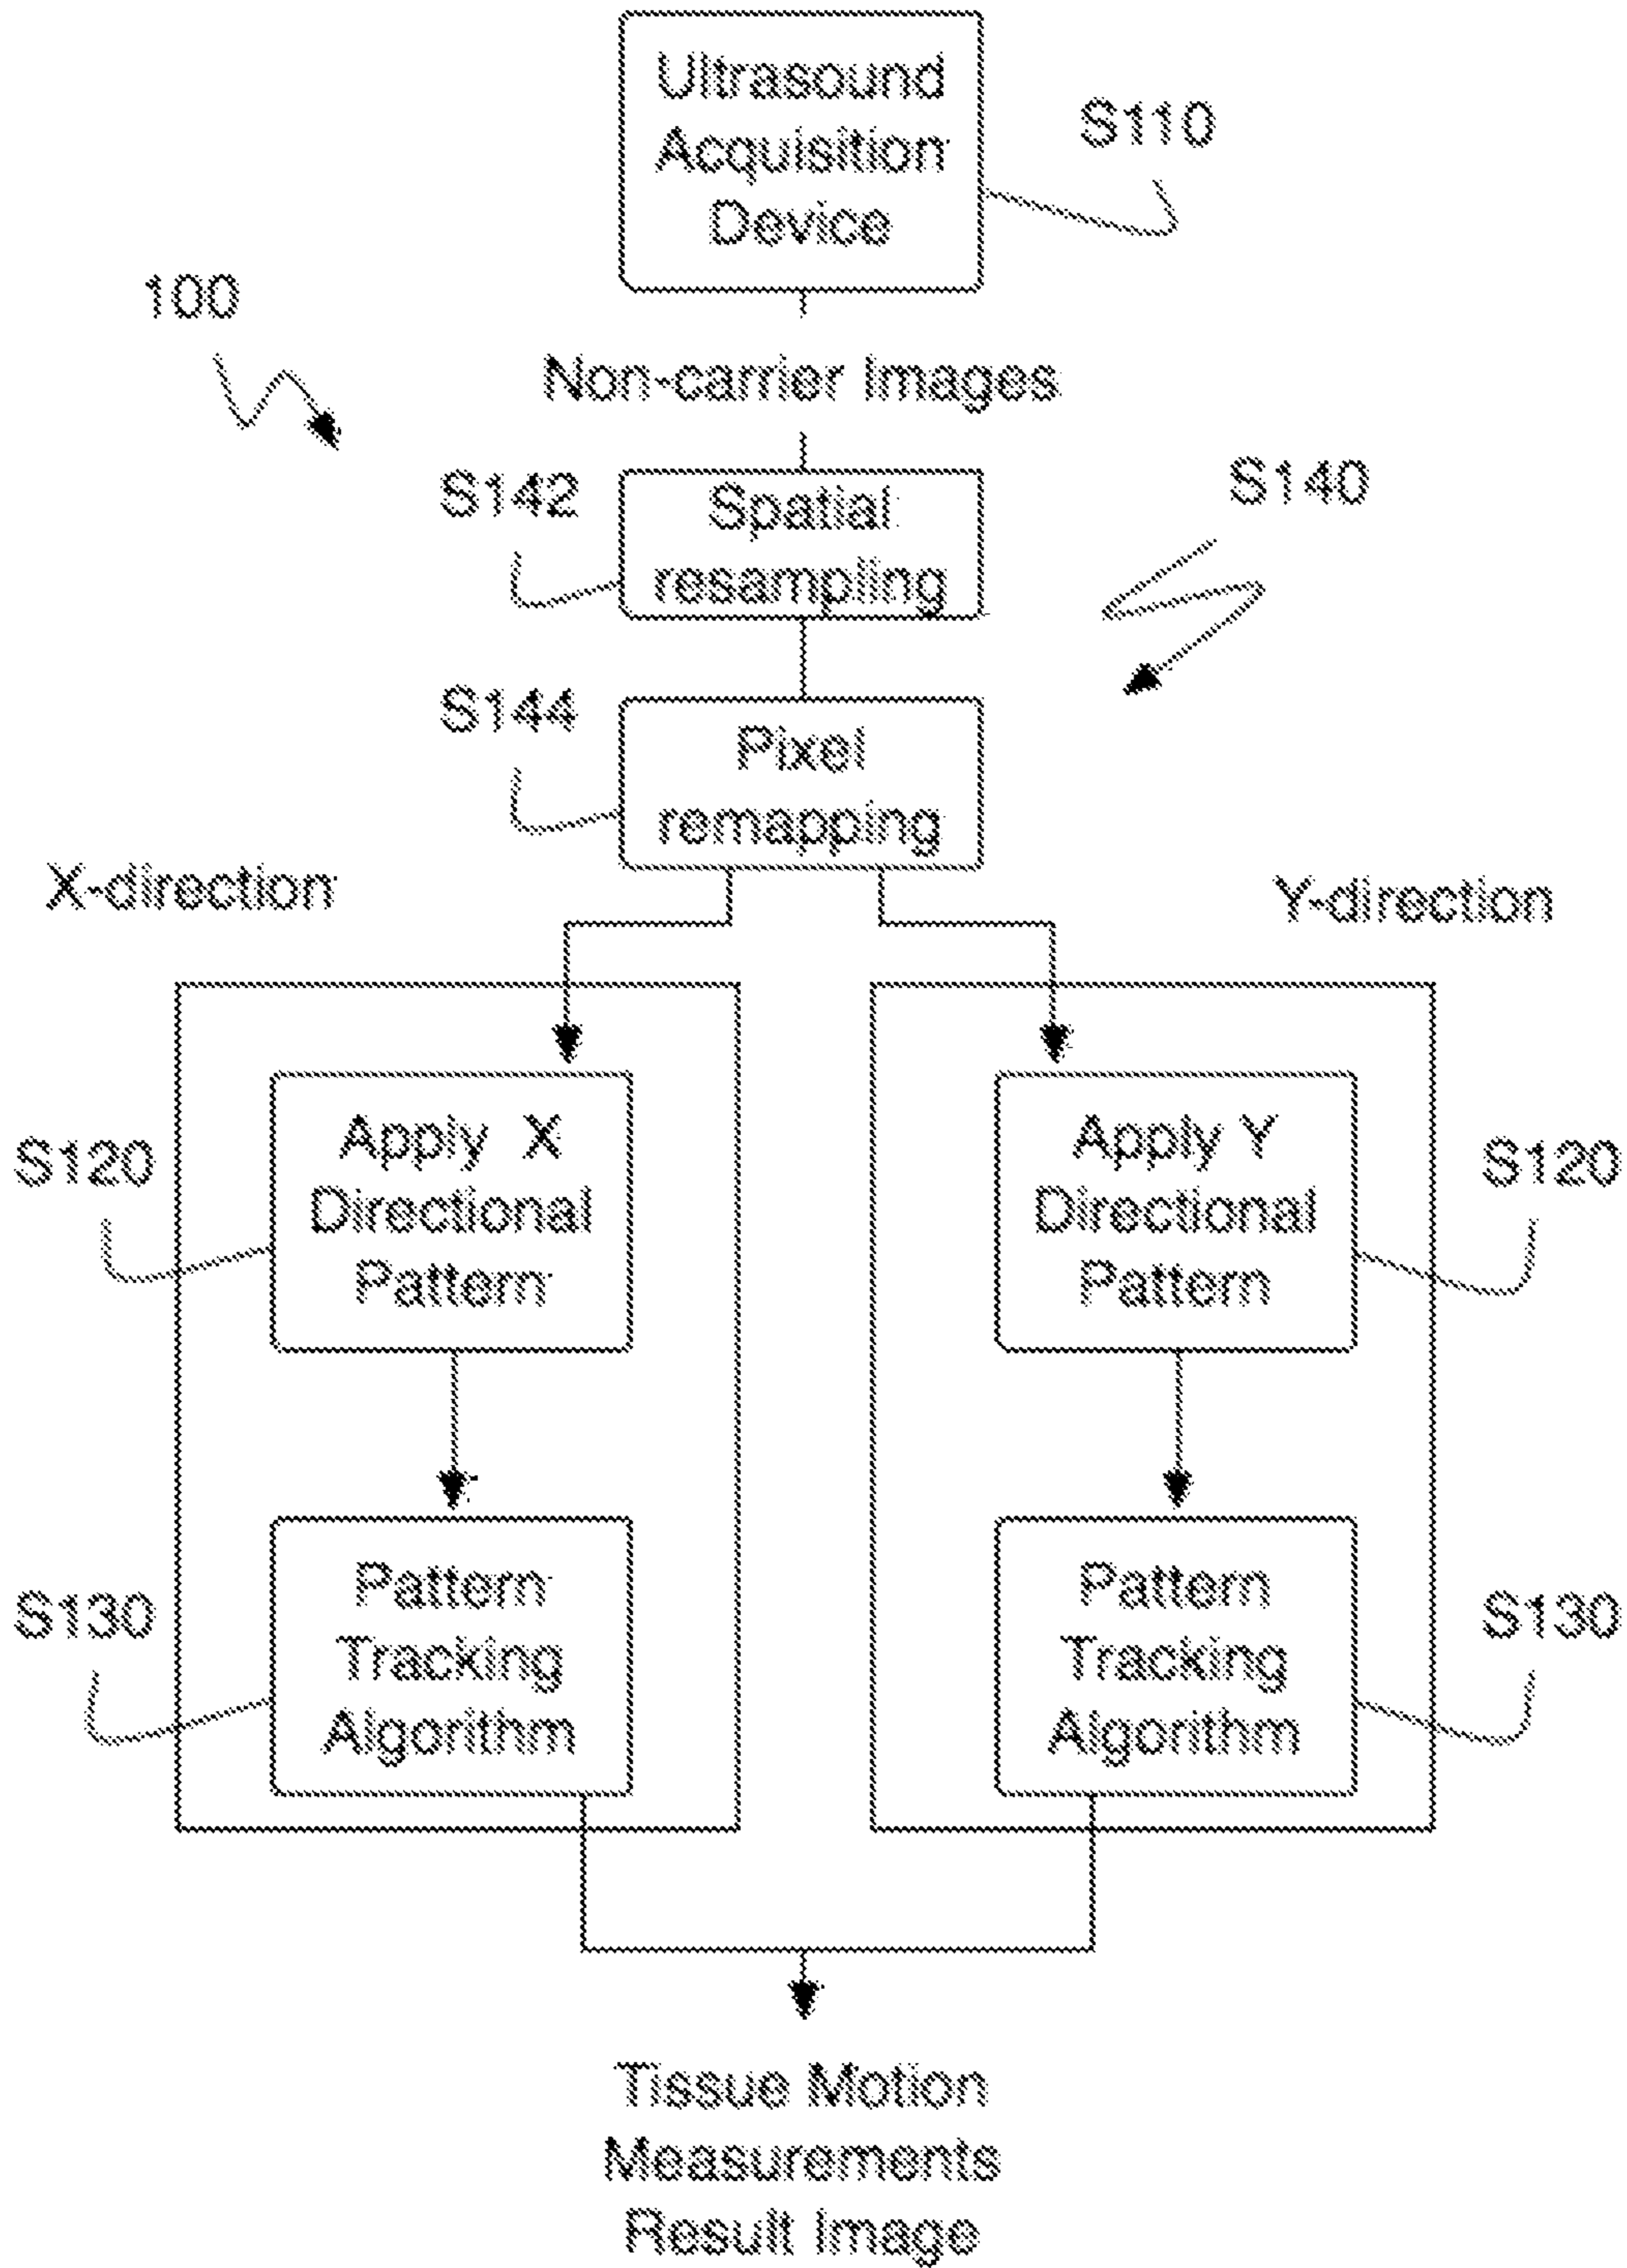 Ultrasound
Acquisition
Device
S110
100
Non-carrier Images
S142
Spatial
resampling
S140
S144
Pixel
remapping
X-direction
Y-direction
S120
Apply X
Directional
Pattern
Apply Y
Directional
Pattern
S120
S130
Pattern
Tracking
Algorithm
Pattern
Tracking
Algorithm
S130
Tissue Motion
Measurements
Result Image